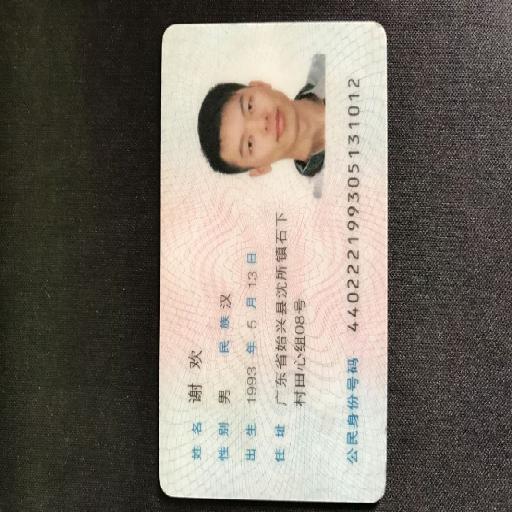 姓名 谢欢
性别 男 民族 汉
出生 1993 年 5 月 13 日
住址 广东省始兴县沈所镇石下
村田心组08号
公民身份号码 440222199305131012